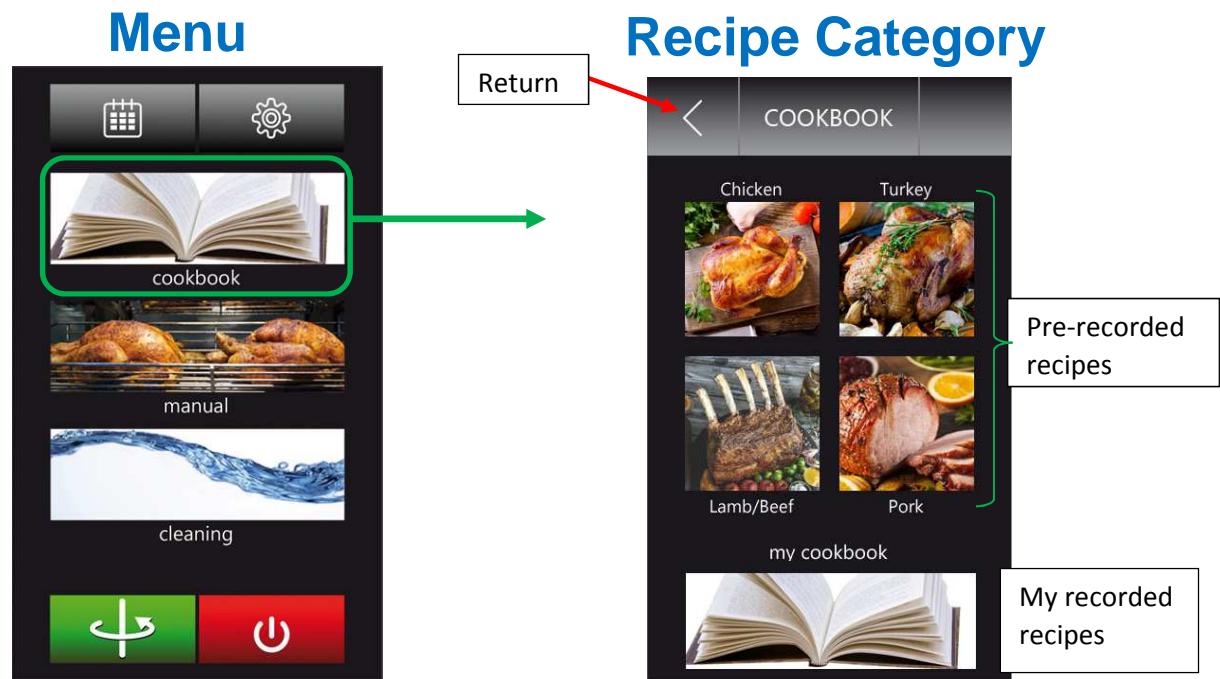 Menu
Recipe Category
Return
COOKBOOK
cookbook
manual
cleaning
Chicken
Turkey
Lamb/Beef
Pork
Pre-recorded
recipes
my cookbook
My recorded
recipes